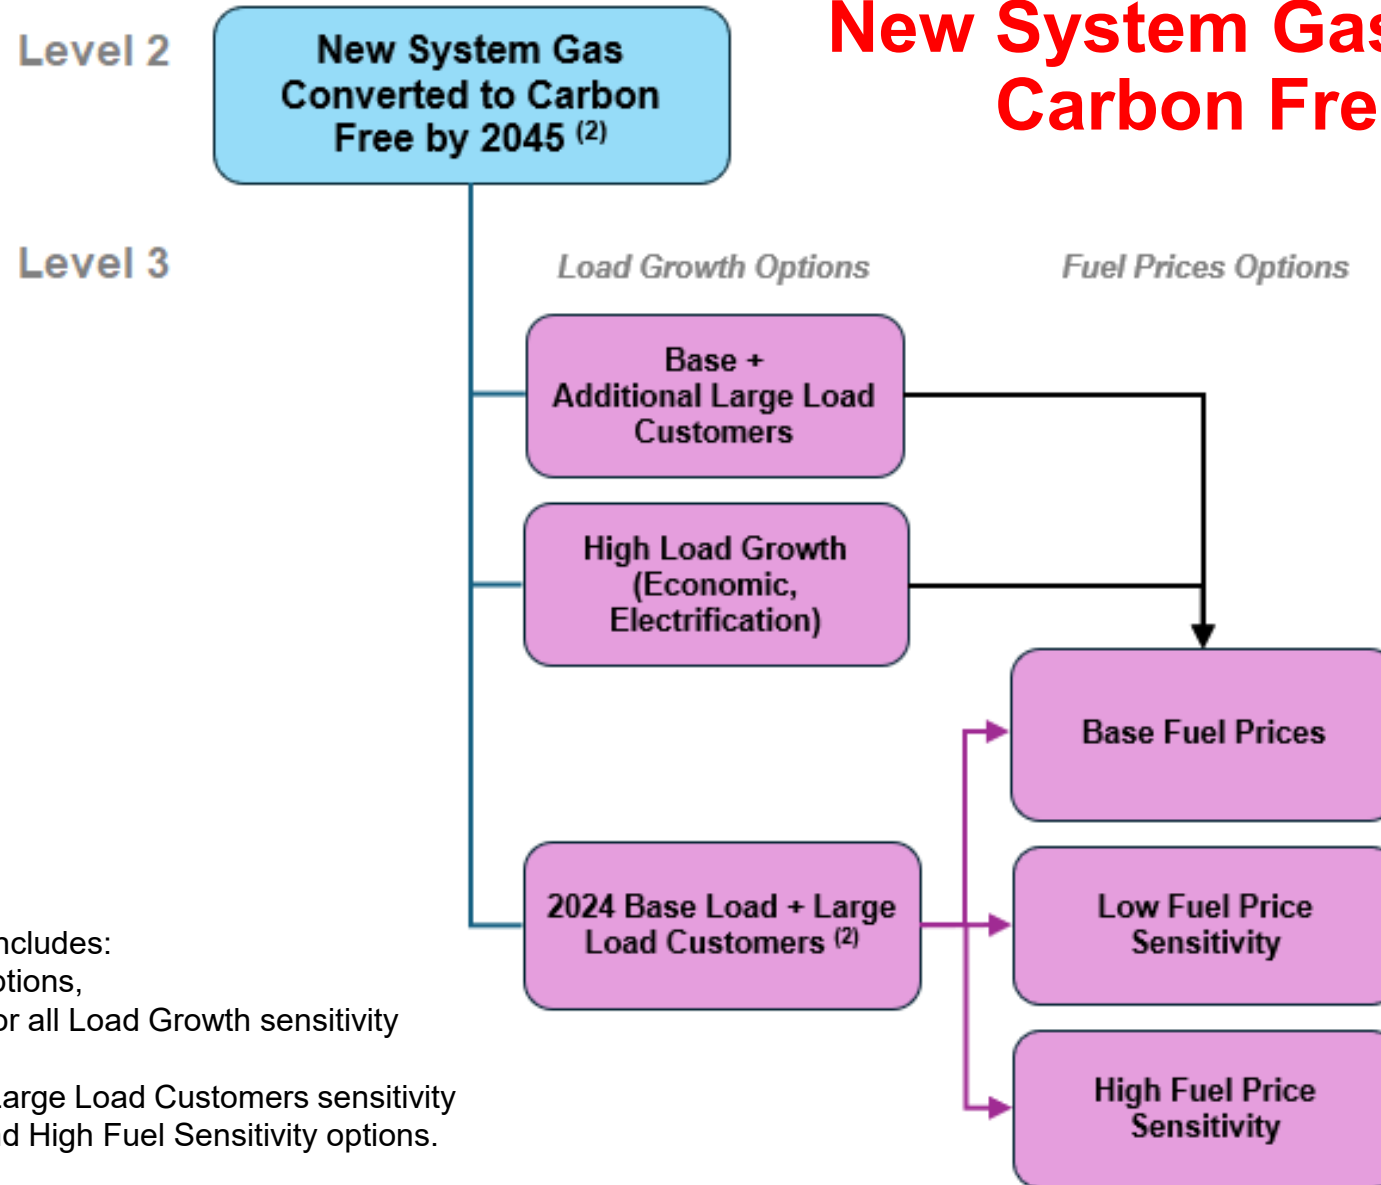 Level 2
New System Gas
Converted to Carbon
Free by 2045 (2)
New System Gas
Carbon Fre
Level 3
Load Growth Options
Fuel Prices Options
Base +
Additional Large Load
Customers
High Load Growth
(Economic,
Electrification)
Base Fuel Prices
2024 Base Load + Large
Load Customers (2)
Low Fuel Price
Sensitivity
High Fuel Price
Sensitivity
ncludes:
ptions,
or all Load Growth sensitivity
Large Load Customers sensitivity
nd High Fuel Sensitivity options.